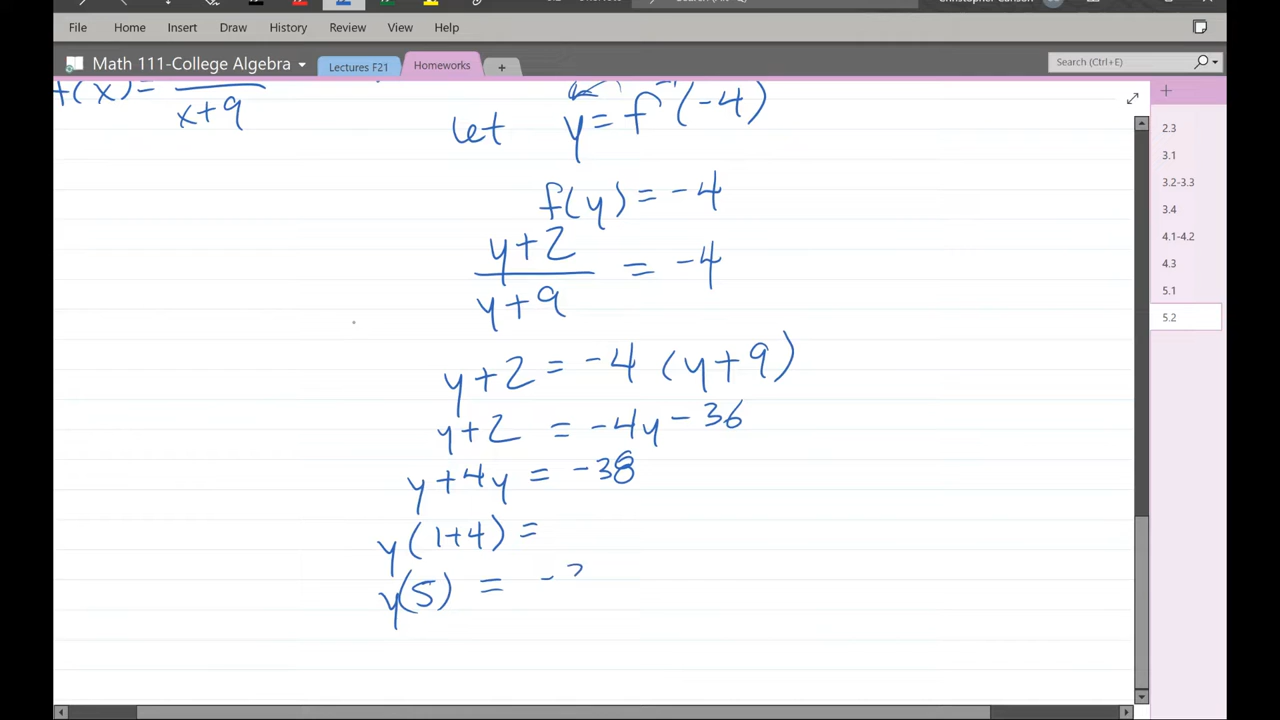 File Home Insert Draw History Review View Help
Math 111-College Algebra Lectures F21 Homeworks + Search (Ctrl+E)
f(x) = x+9
let y = f⁻¹(-4)
f(y) = -4
y+2 / y+9 = -4
y+2 = -4 (y+9)
y+2 = -4y - 36
y+4y = -38
y(1+4) =
y(5) = -
2.3
3.1
3.2-3.3
3.4
4.1-4.2
4.3
5.1
5.2